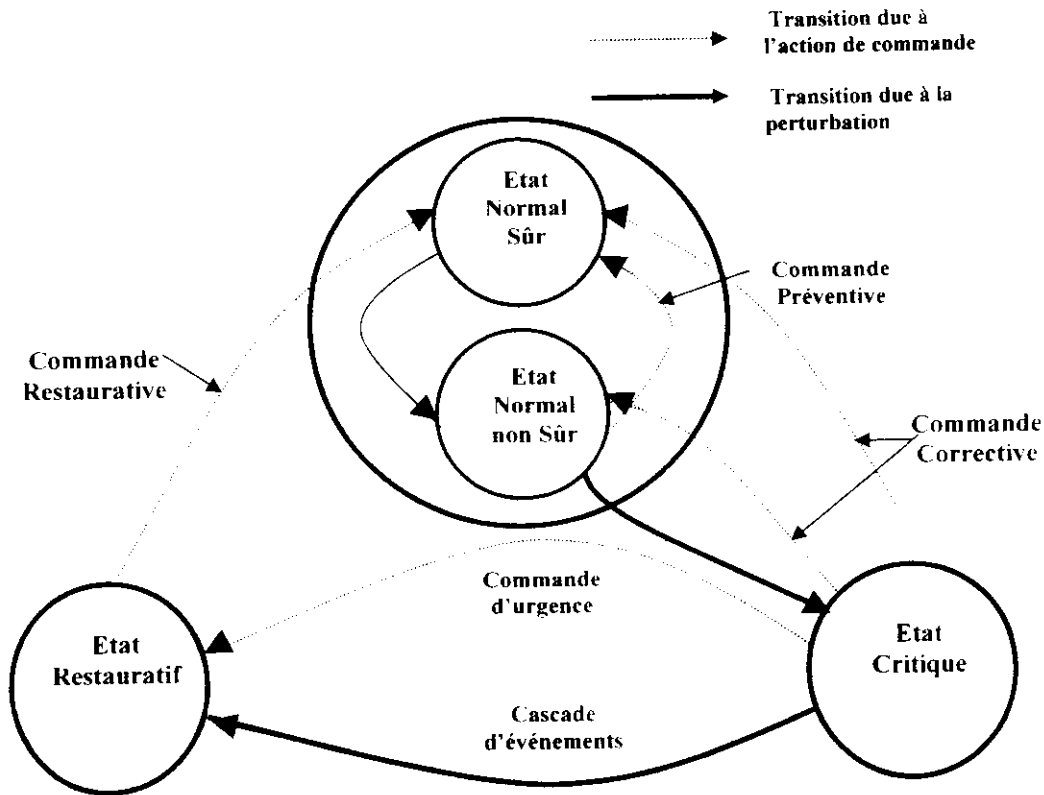 Transition due à
l'action de commande
Transition due à la
perturbation
Etat
Normal
Sûr
Commande
Préventive
Commande
Restaurative
Etat
Normal
non Sûr
Commande
Corrective
Commande
d'urgence
Etat
Restauratif
Etat
Critique
Cascade
d'événements